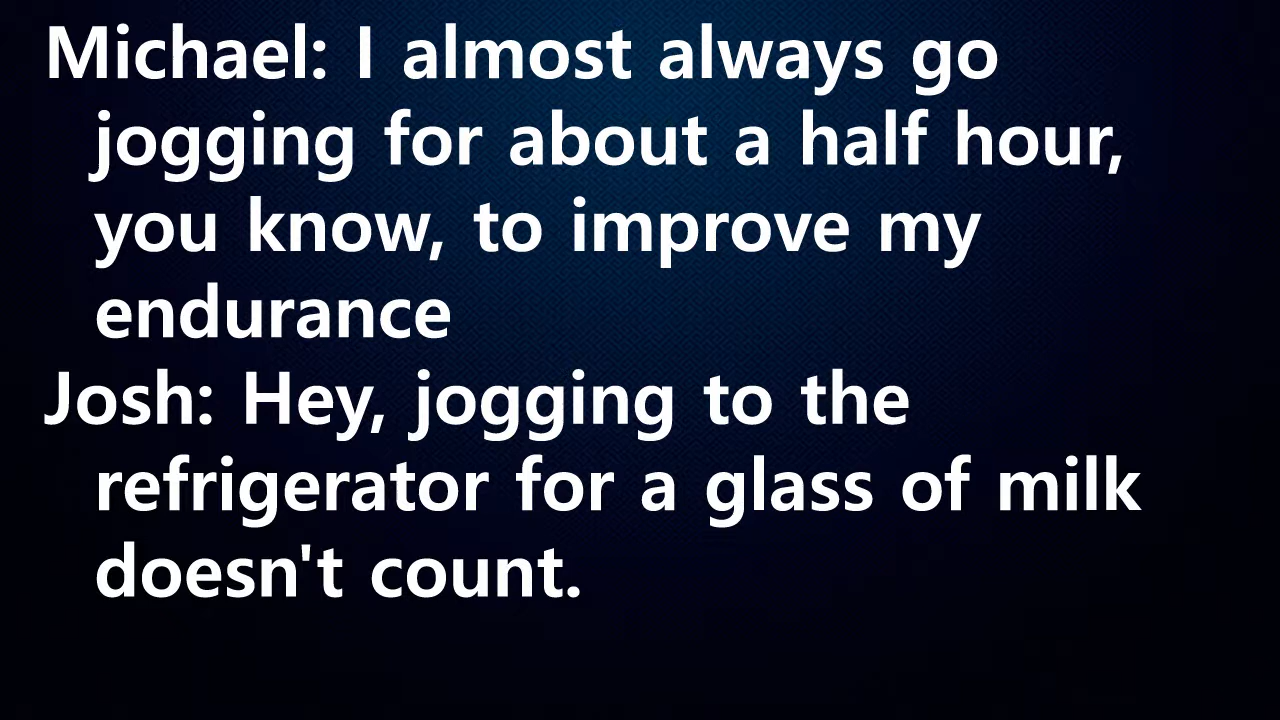 Michael: I almost always go
jogging for about a half hour,
you know, to improve my
endurance
Josh: Hey, jogging to the
refrigerator for a glass of milk
doesn't count.